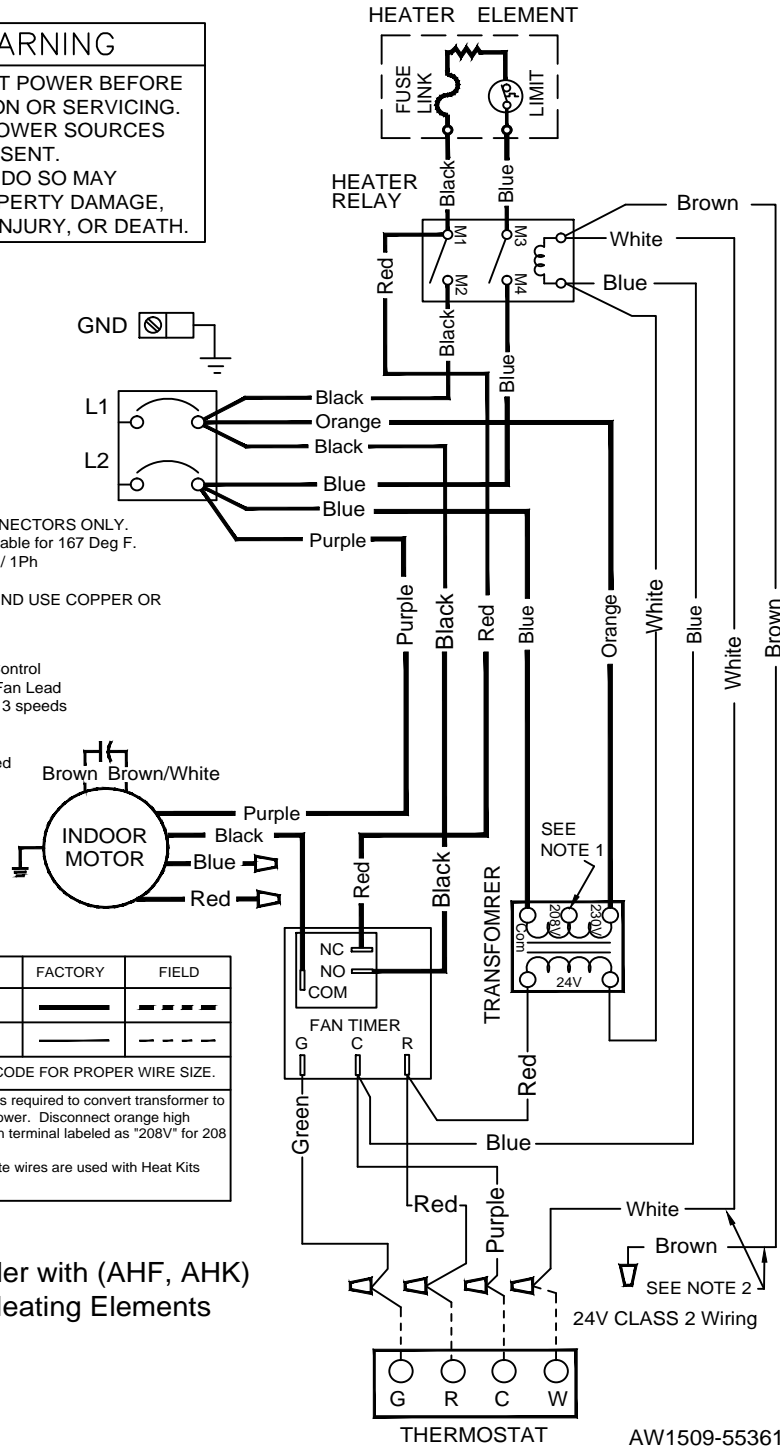 HEATER ELEMENT
ARNING
T POWER BEFORE
ON OR SERVICING.
OWER SOURCES
SENT.
DO SO MAY
PERTY DAMAGE,
NJURY, OR DEATH.
FUSE
LINK
LIMIT
HEATER
RELAY
Black
Blue
M1
M3
M2
M4
Brown
White
Blue
Red
Black
Blue
GND
L1
L2
Black
Orange
Black
Blue
Blue
Purple
NNECTORS ONLY.
able for 167 Deg F.
/ 1Ph
ND USE COPPER OR
ontrol
Fan Lead
3 speeds
ed
Purple
Black
Red
Blue
Orange
White
Blue
White
Brown
Brown Brown/White
INDOOR
MOTOR
Purple
Black
Blue
Red
Red
Black
SEE
NOTE 1
TRANSFOMRER
Com
208V
230V
24V
NC
NO
COM
FAN TIMER
G C R
FACTORY FIELD
CODE FOR PROPER WIRE SIZE.
s required to convert transformer to
ower. Disconnect orange high
n terminal labeled as "208V" for 208
te wires are used with Heat Kits
Green
Red
Blue
Red
Purple
White
Brown
SEE NOTE 2
24V CLASS 2 Wiring
ler with (AHF, AHK)
Heating Elements
G R C W
THERMOSTAT
AW1509-55361